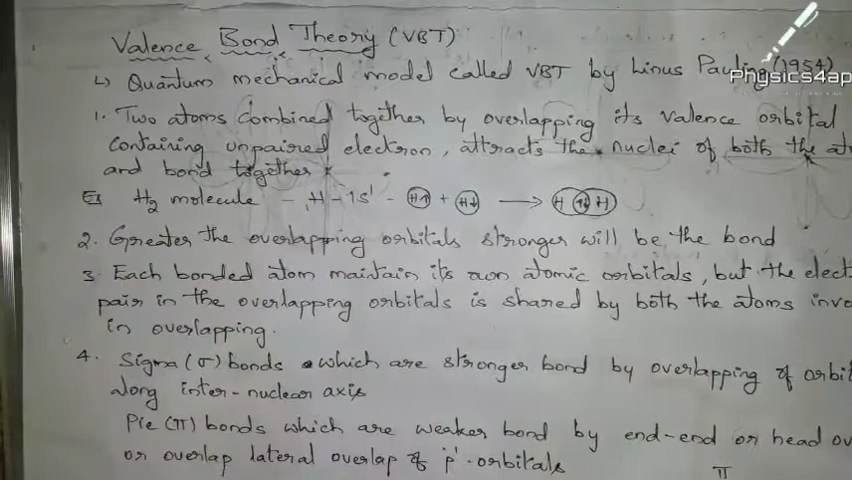 Valence Bond Theory (VBT)
↳ Quantum mechanical model called VBT by Linus Pauling (1954)
Physics4ap
1. Two atoms combined together by overlapping its valence orbital
containing unpaired electron, attracts the nuclei of both the at
and bond together
Eg H2 molecule - H - 1s1 - H↑ + H↓ → H ↑↓ H
2. Greater the overlapping orbitals stronger will be the bond
3. Each bonded atom maintain its own atomic orbitals, but the elect
pair in the overlapping orbitals is shared by both the atoms invo
in overlapping.
4. Sigma (σ) bonds which are stronger bond by overlapping of orbit
along inter-nuclear axis
Pie (π) bonds which are weaker bond by end-end or head ov
or overlap lateral overlap of 'p'-orbitals
π